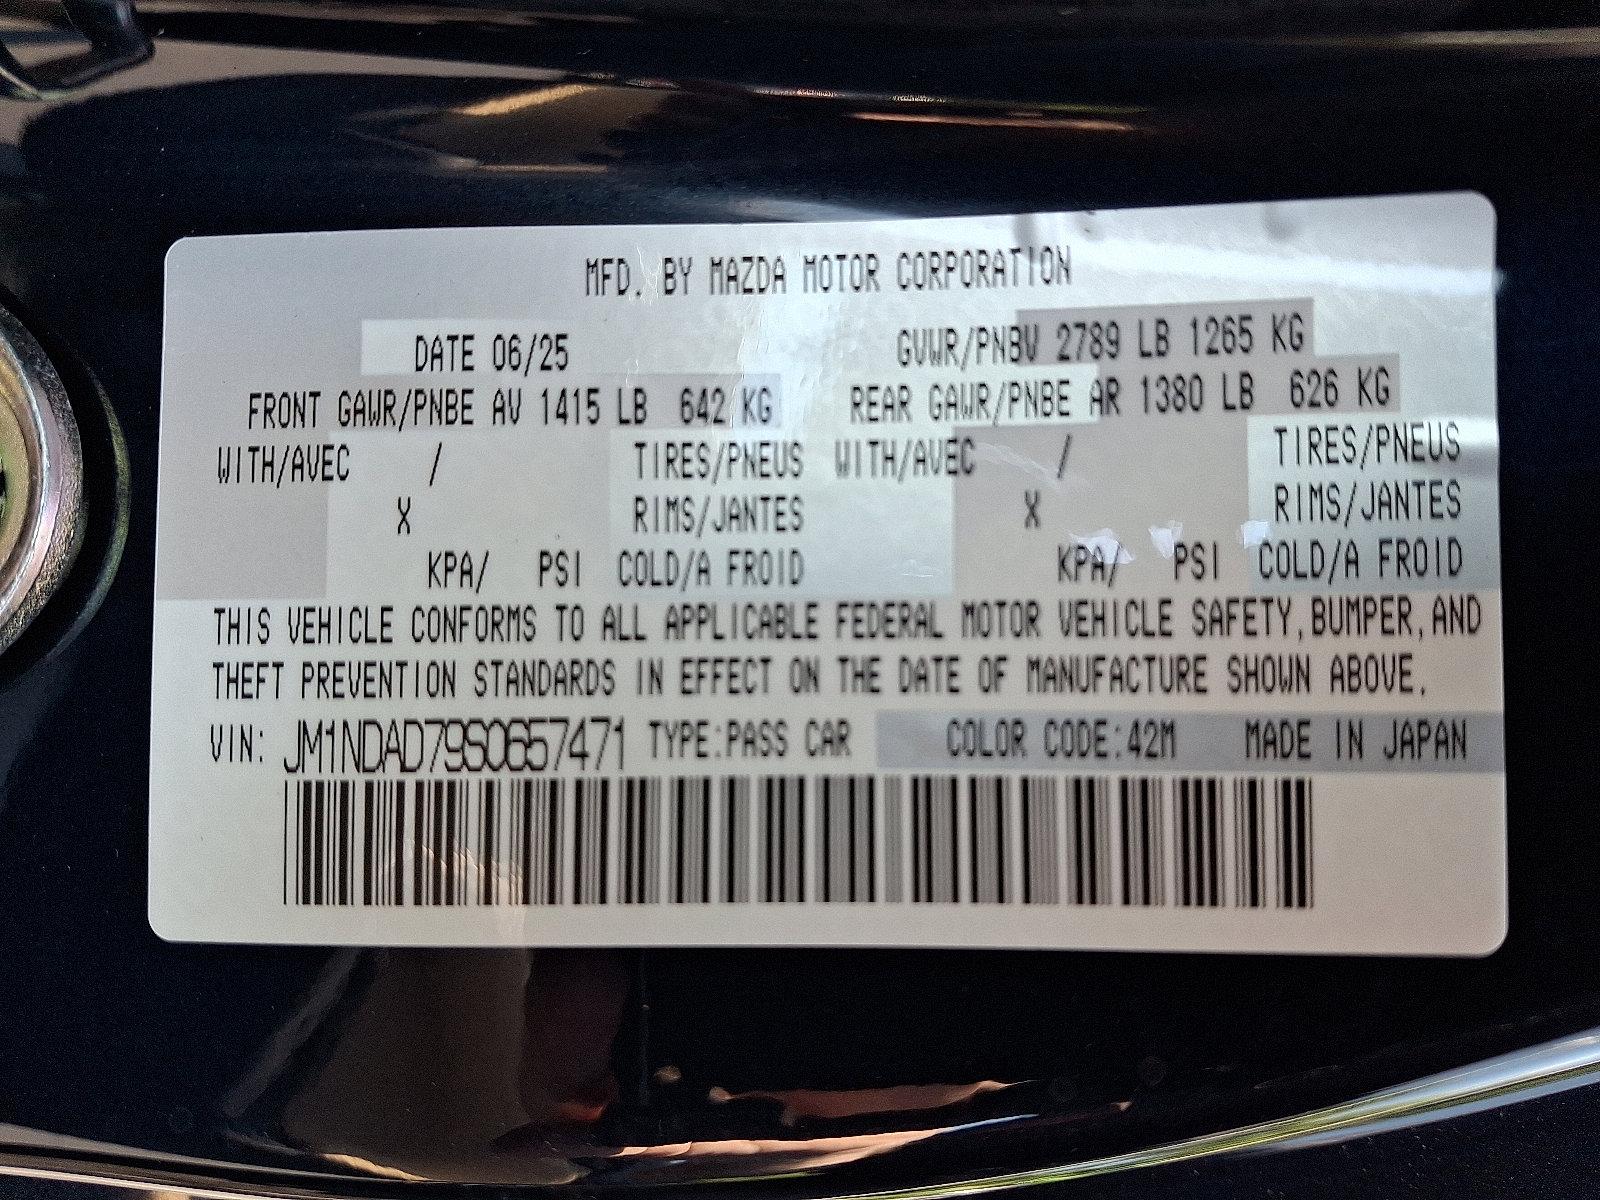 MFD. BY MAZDA MOTOR CORPORATION
DATE 06/25 GVWR/PNBV 2789 LB 1265 KG
FRONT GAWR/PNBE AV 1415 LB 642 KG REAR GAWR/PNBE AR 1380 LB 626 KG
WITH/AVEC / TIRES/PNEUS WITH/AVEC / TIRES/PNEUS
X RIMS/JANTES X RIMS/JANTES
KPA/ PSI COLD/A FROID KPA/ PSI COLD/A FROID
THIS VEHICLE CONFORMS TO ALL APPLICABLE FEDERAL MOTOR VEHICLE SAFETY,BUMPER,AND
THEFT PREVENTION STANDARDS IN EFFECT ON THE DATE OF MANUFACTURE SHOWN ABOVE.
VIN: JM1NDAD79S0657471 TYPE:PASS CAR COLOR CODE:42M MADE IN JAPAN